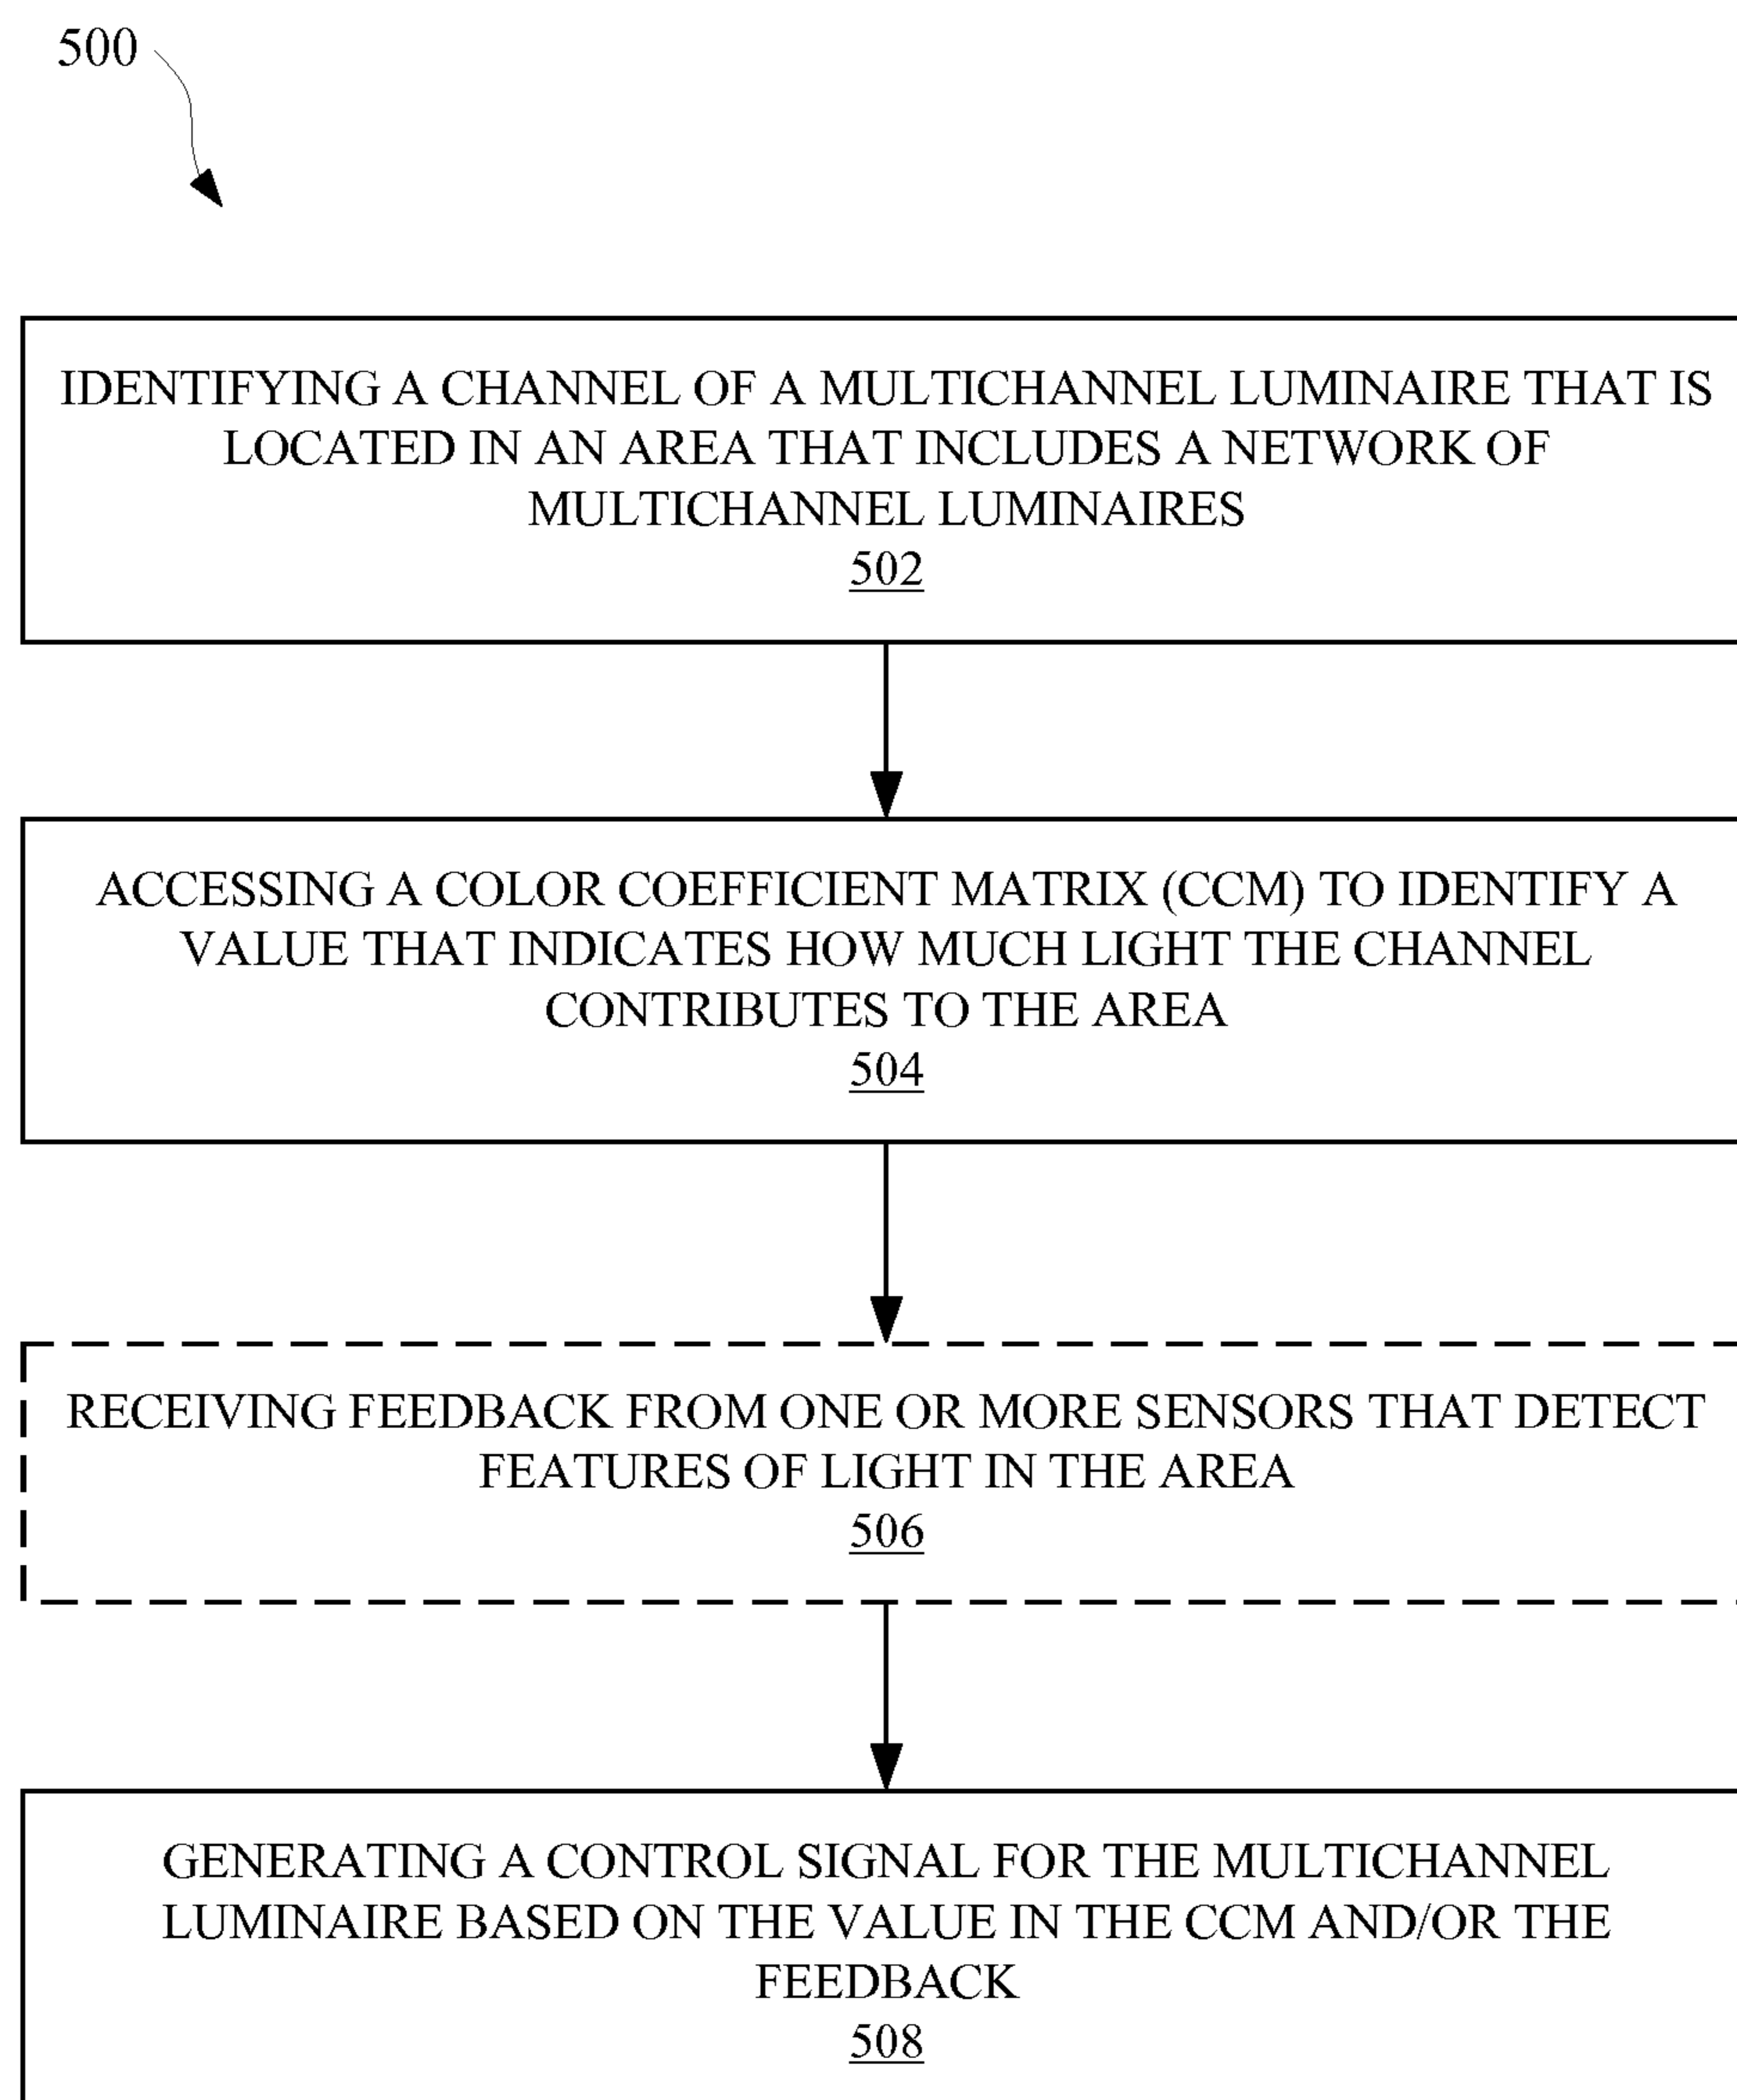 500
IDENTIFYING A CHANNEL OF A MULTICHANNEL LUMINAIRE THAT IS
LOCATED IN AN AREA THAT INCLUDES A NETWORK OF
MULTICHANNEL LUMINAIRES
502
ACCESSING A COLOR COEFFICIENT MATRIX (CCM) TO IDENTIFY A
VALUE THAT INDICATES HOW MUCH LIGHT THE CHANNEL
CONTRIBUTES TO THE AREA
504
RECEIVING FEEDBACK FROM ONE OR MORE SENSORS THAT DETECT
FEATURES OF LIGHT IN THE AREA
506
GENERATING A CONTROL SIGNAL FOR THE MULTICHANNEL
LUMINAIRE BASED ON THE VALUE IN THE CCM AND/OR THE
FEEDBACK
508